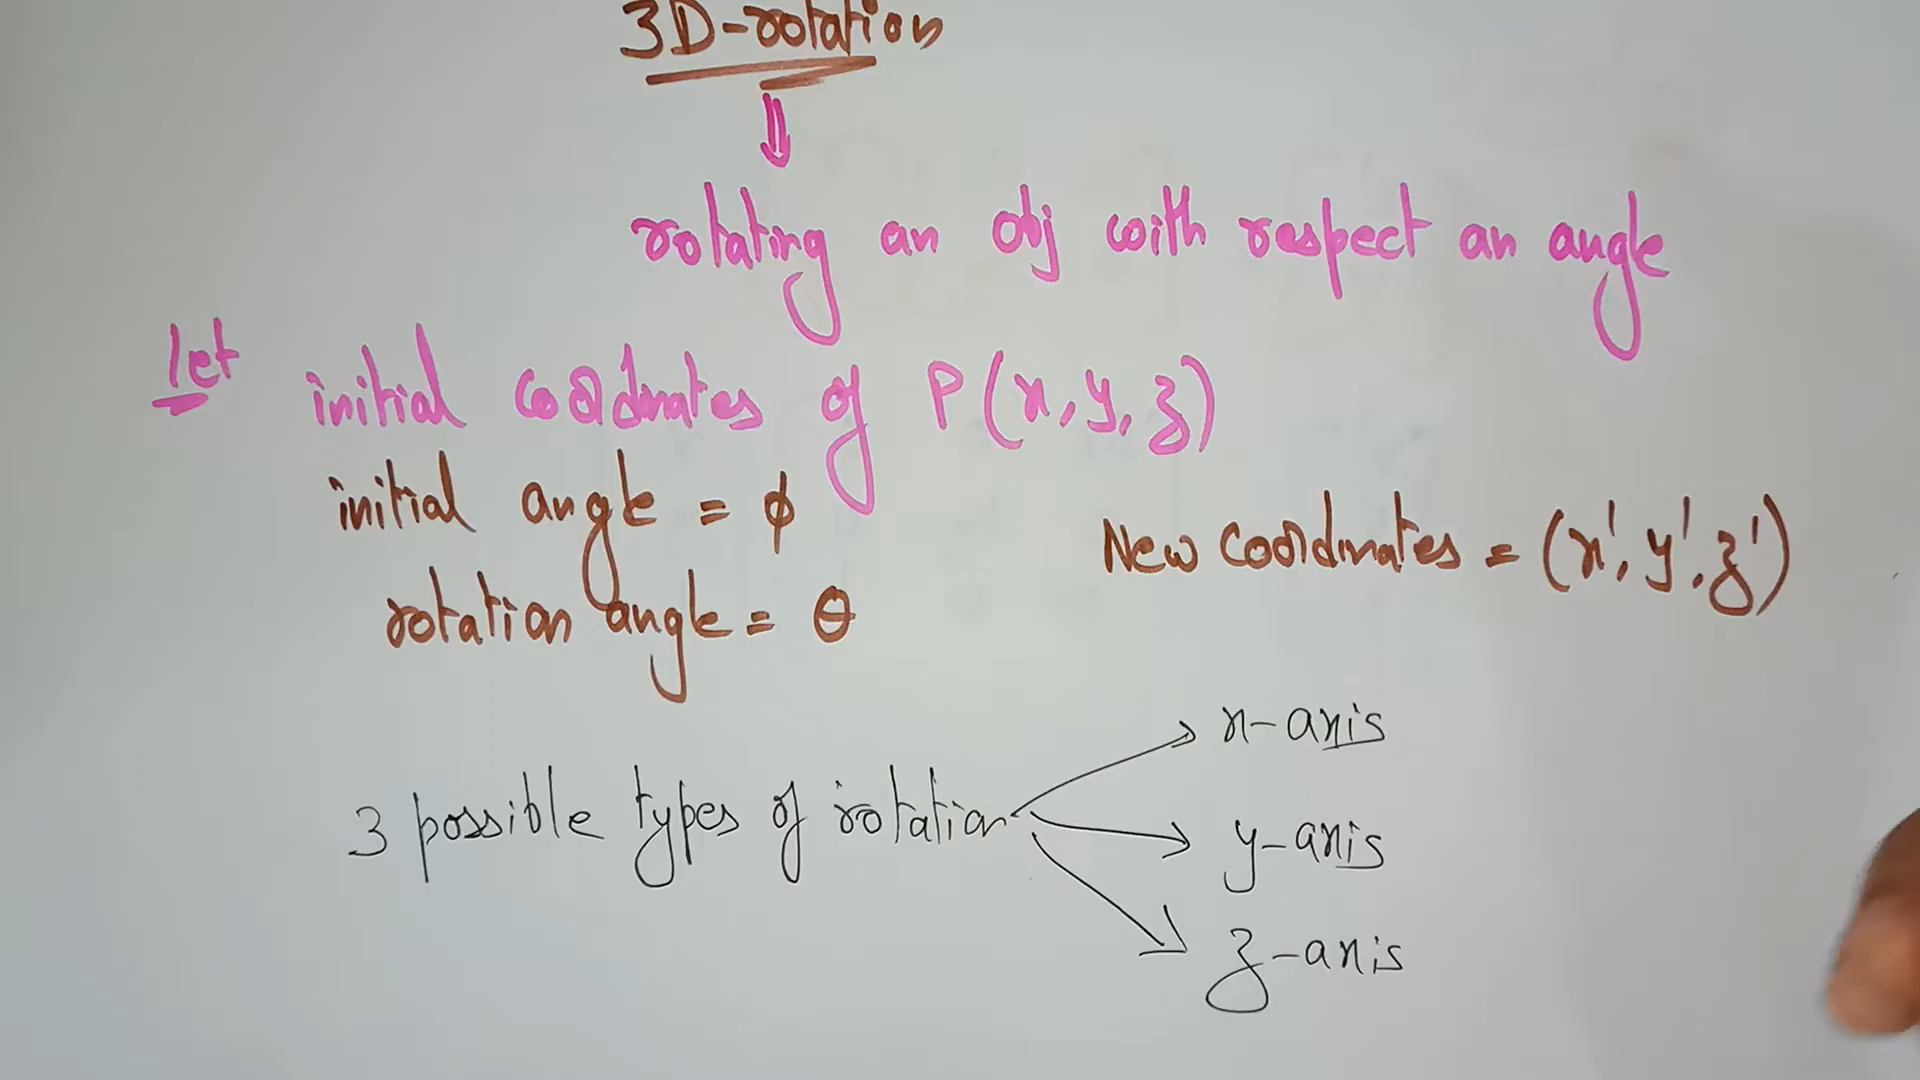 3D-rotation
rotating an obj with respect an angle
let initial coordinates of P(x, y, z)
initial angle = φ
New coordinates = (x', y', z')
rotation angle = θ
x-axis
3 possible types of rotation
y-axis
z-axis